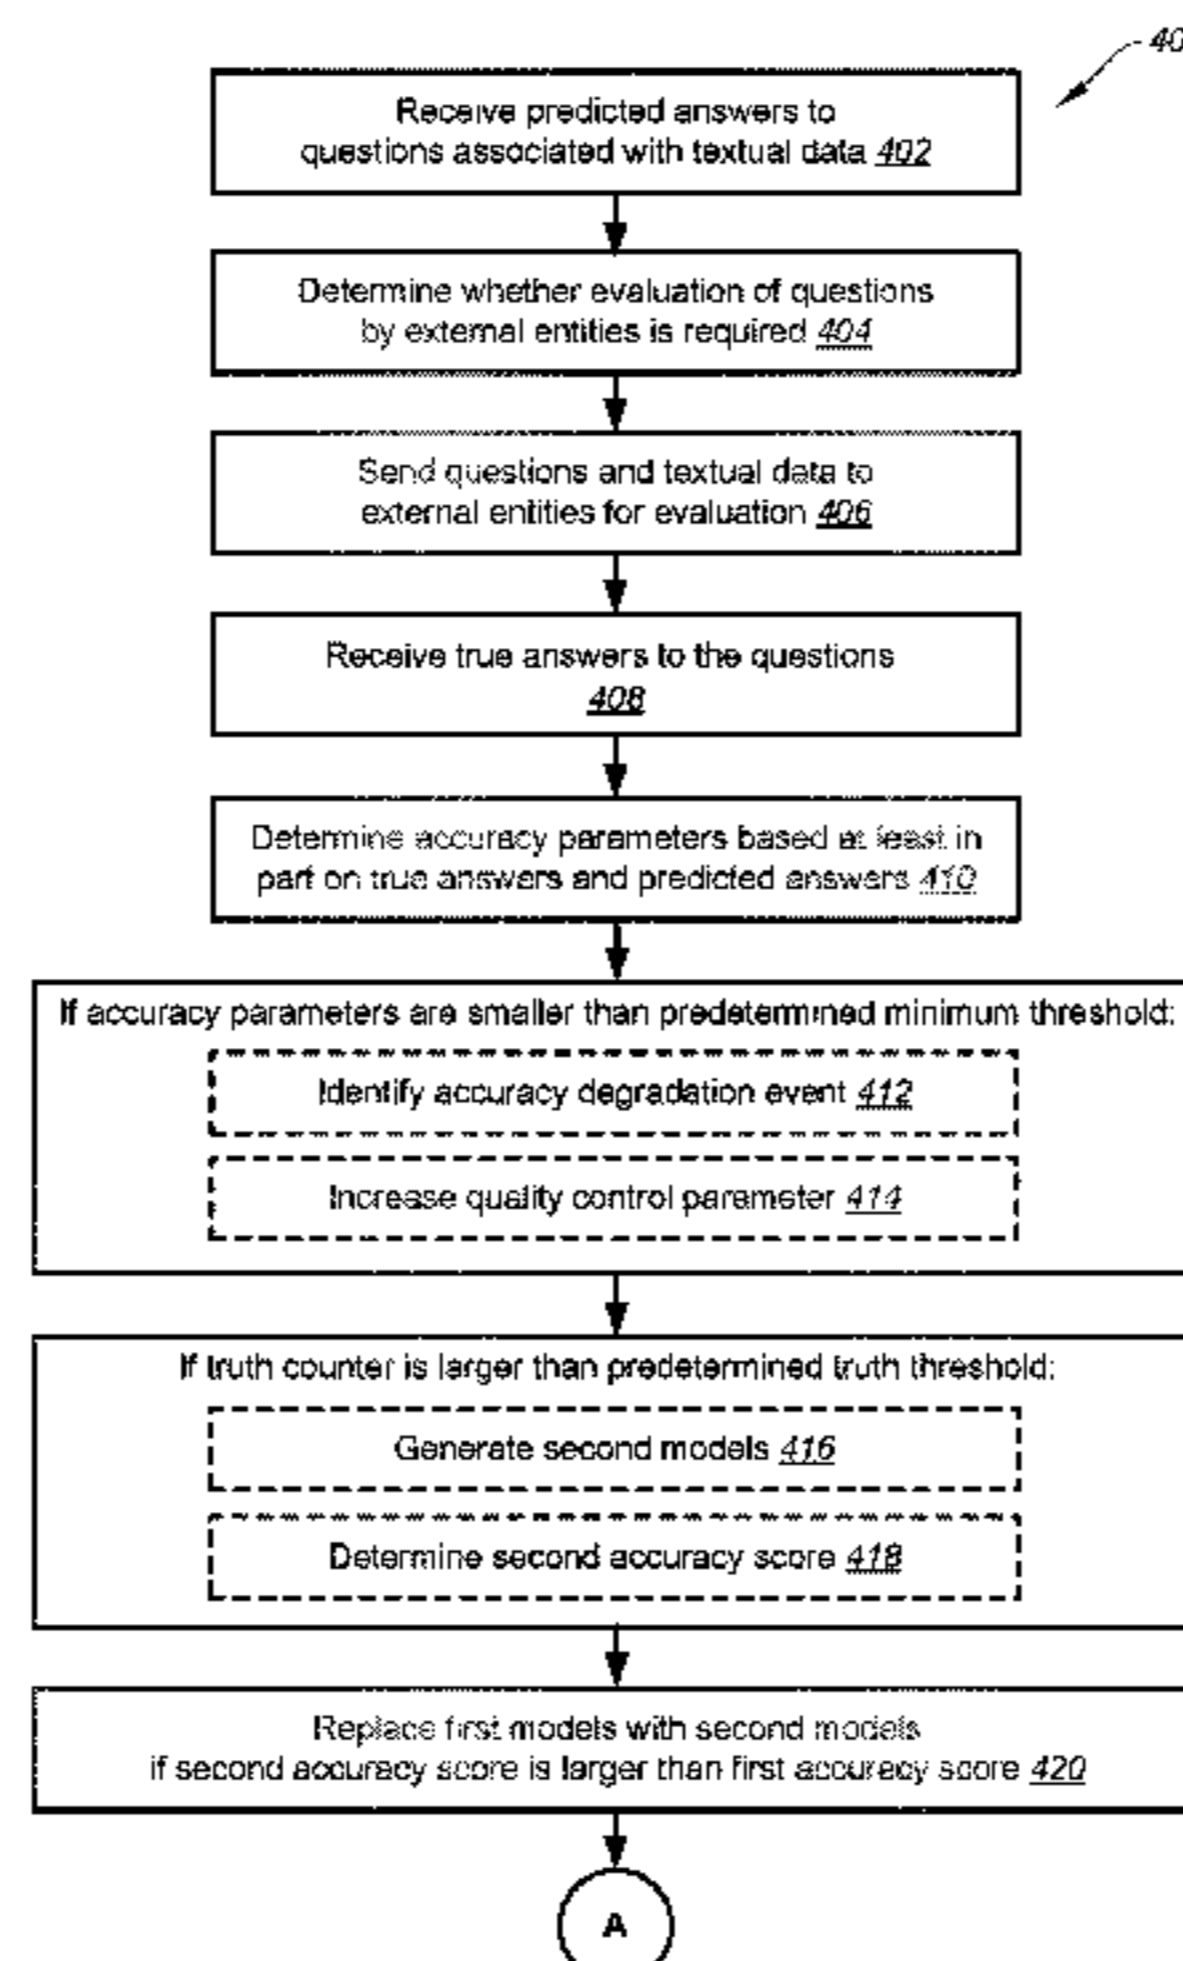 40
Receive predicted answers to
questions associated with textual data 402
Determine whether evaluation of questions
by external entities is required 404
Send questions and textual data to
external entities for evaluation 406
Receive true answers to the questions
408
Determine accuracy parameters based at least in
part on true answers and predicted answers 410
If accuracy parameters are smaller than predetermined minimum threshold:
Identify accuracy degradation event 412
Increase quality control parameter 414
If truth counter is larger than predetermined truth threshold:
Generate second models 416
Determine second accuracy score 418
Replace first models with second models
if second accuracy score is larger than first accuracy score 420
A